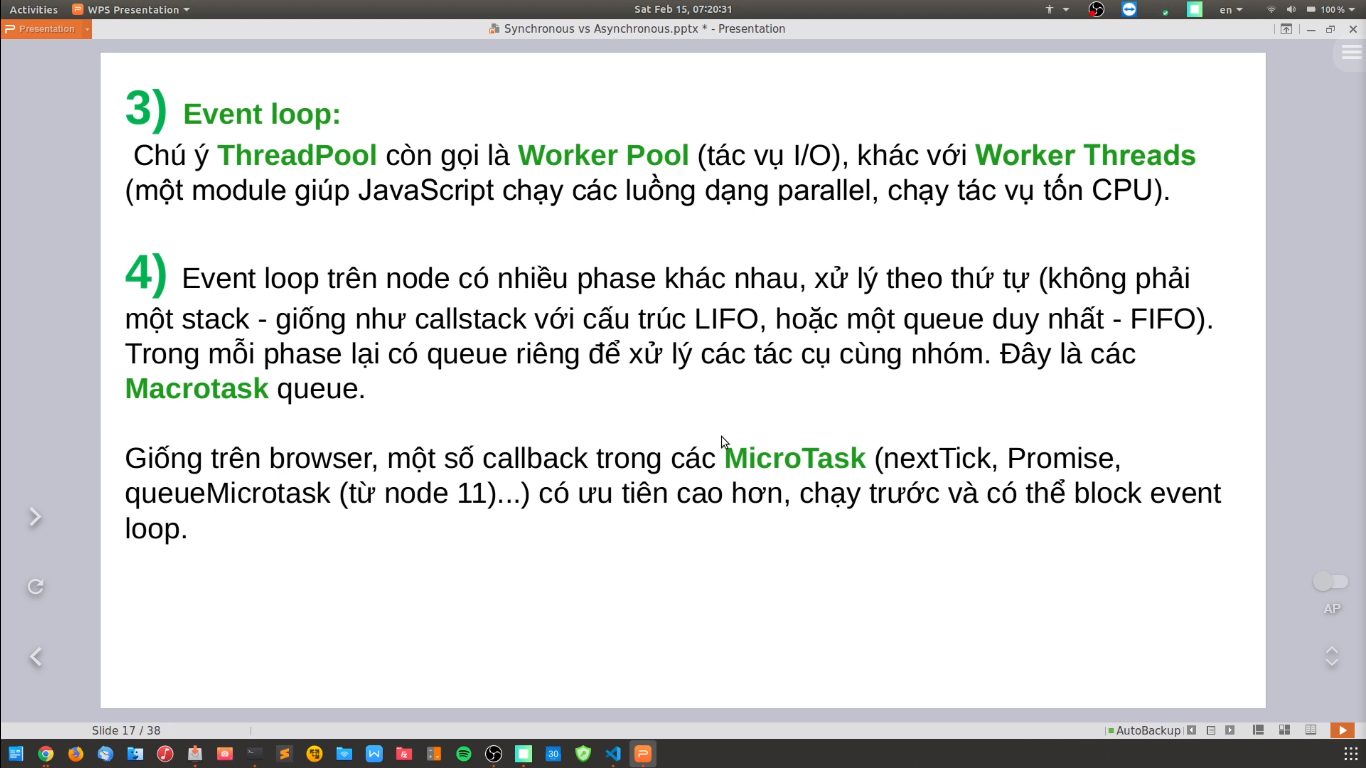 Activities WPS Presentation Sat Feb 15, 07:20:31 en 100 %
Presentation Synchronous vs Asynchronous.pptx * - Presentation
3) Event loop:
Chú ý ThreadPool còn gọi là Worker Pool (tác vụ I/O), khác với Worker Threads
(một module giúp JavaScript chạy các luồng dạng parallel, chạy tác vụ tốn CPU).
4) Event loop trên node có nhiều phase khác nhau, xử lý theo thứ tự (không phải
một stack - giống như callstack với cấu trúc LIFO, hoặc một queue duy nhất - FIFO).
Trong mỗi phase lại có queue riêng để xử lý các tác cụ cùng nhóm. Đây là các
Macrotask queue.
Giống trên browser, một số callback trong các MicroTask (nextTick, Promise,
queueMicrotask (từ node 11)...) có ưu tiên cao hơn, chạy trước và có thể block event
loop.
AP
Slide 17 / 38 AutoBackup
30